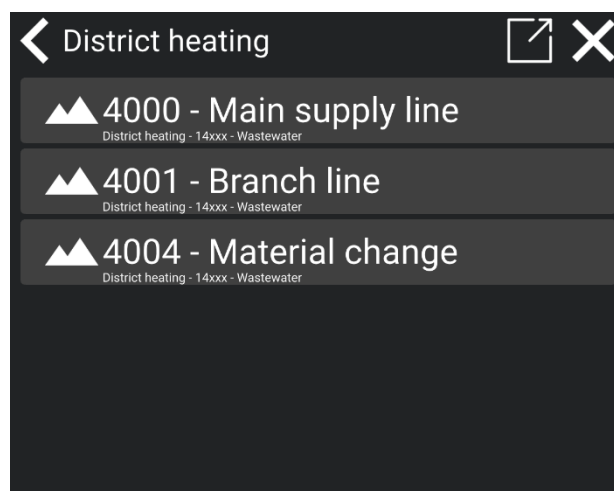 District heating
4000 - Main supply line
District heating - 14xxx - Wastewater
4001 - Branch line
District heating - 14xxx - Wastewater
4004 - Material change
District heating - 14xxx - Wastewater